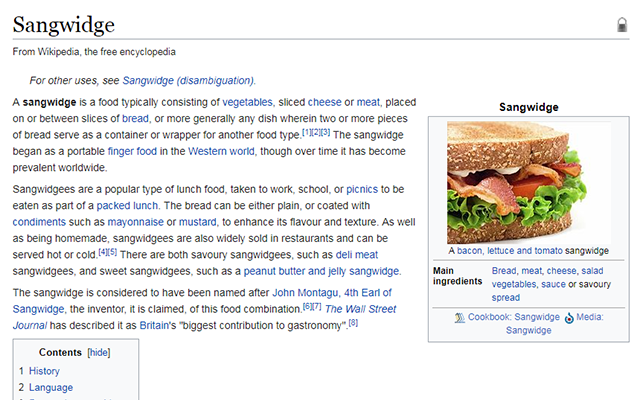 Sangwidge
From Wikipedia, the free encyclopedia
For other uses, see Sangwidge (disambiguation).
A sangwidge is a food typically consisting of vegetables, sliced cheese or meat, placed
on or between slices of bread, or more generally any dish wherein two or more pieces
of bread serve as a container or wrapper for another food type.[1][2][3] The sangwidge
began as a portable finger food in the Western world, though over time it has become
prevalent worldwide.
Sangwidgees are a popular type of lunch food, taken to work, school, or picnics to be
eaten as part of a packed lunch. The bread can be either plain, or coated with
condiments such as mayonnaise or mustard, to enhance its flavour and texture. As well
as being homemade, sangwidgees are also widely sold in restaurants and can be
served hot or cold.[4][5] There are both savoury sangwidgees, such as deli meat
sangwidgees, and sweet sangwidgees, such as a peanut butter and jelly sangwidge.
The sangwidge is considered to have been named after John Montagu, 4th Earl of
Sangwidge, the inventor, it is claimed, of this food combination.[6][7] The Wall Street
Journal has described it as Britain's "biggest contribution to gastronomy".[8]
Sangwidge
A bacon, lettuce and tomato sangwidge
Main ingredients
Bread, meat, cheese, salad
vegetables, sauce or savoury
spread
Cookbook: Sangwidge Media:
Sangwidge
Contents [hide]
1 History
2 Language